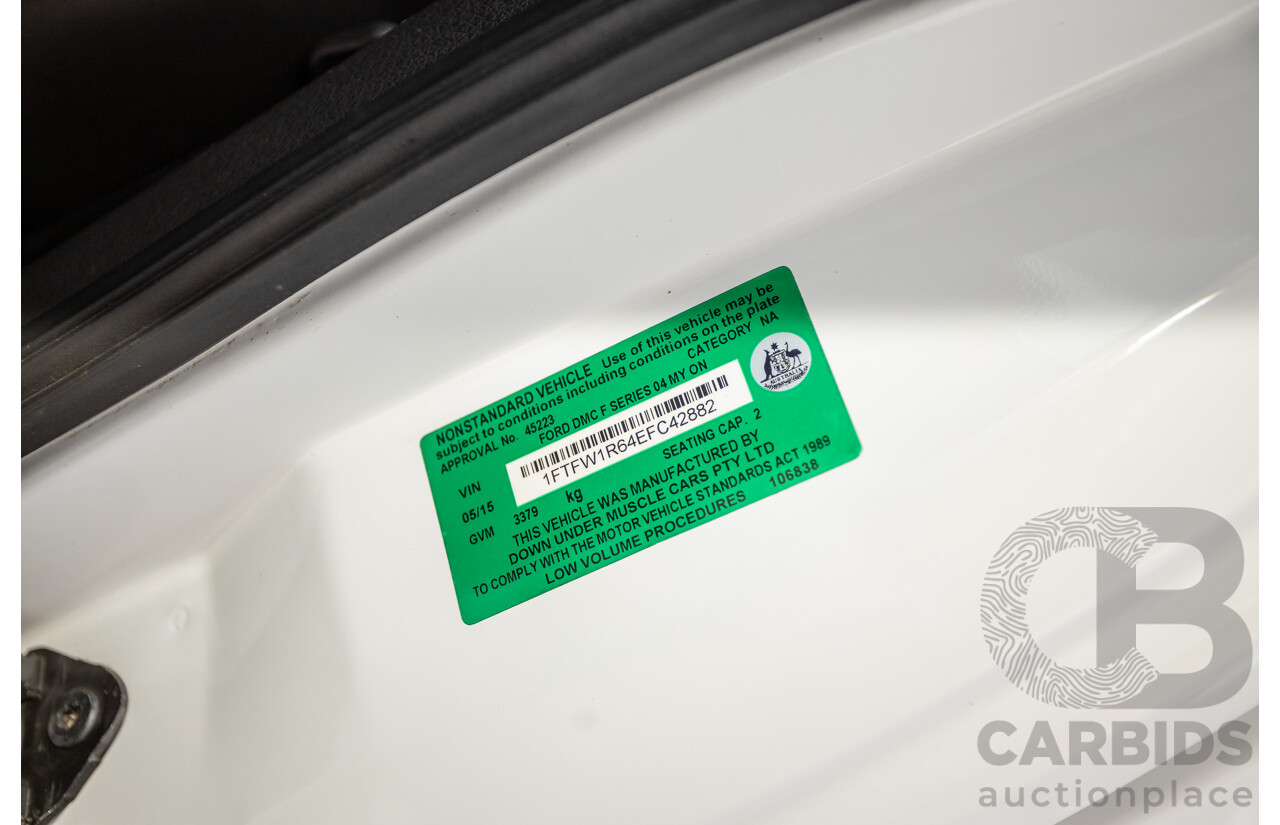 NONSTANDARD VEHICLE Use of this vehicle may be
subject to conditions including conditions on the plate
APPROVAL No. 45223 CATEGORY NA
FORD DMC F SERIES 04 MY ON
VIN 1FTFW1R64EFC42882
05/15 SEATING CAP. 2
GVM 3379 kg
THIS VEHICLE WAS MANUFACTURED BY
DOWN UNDER MUSCLE CARS PTY LTD
TO COMPLY WITH THE MOTOR VEHICLE STANDARDS ACT 1989
LOW VOLUME PROCEDURES 106838
AUSTRALIA
CB
CARBIDS
auctionplace